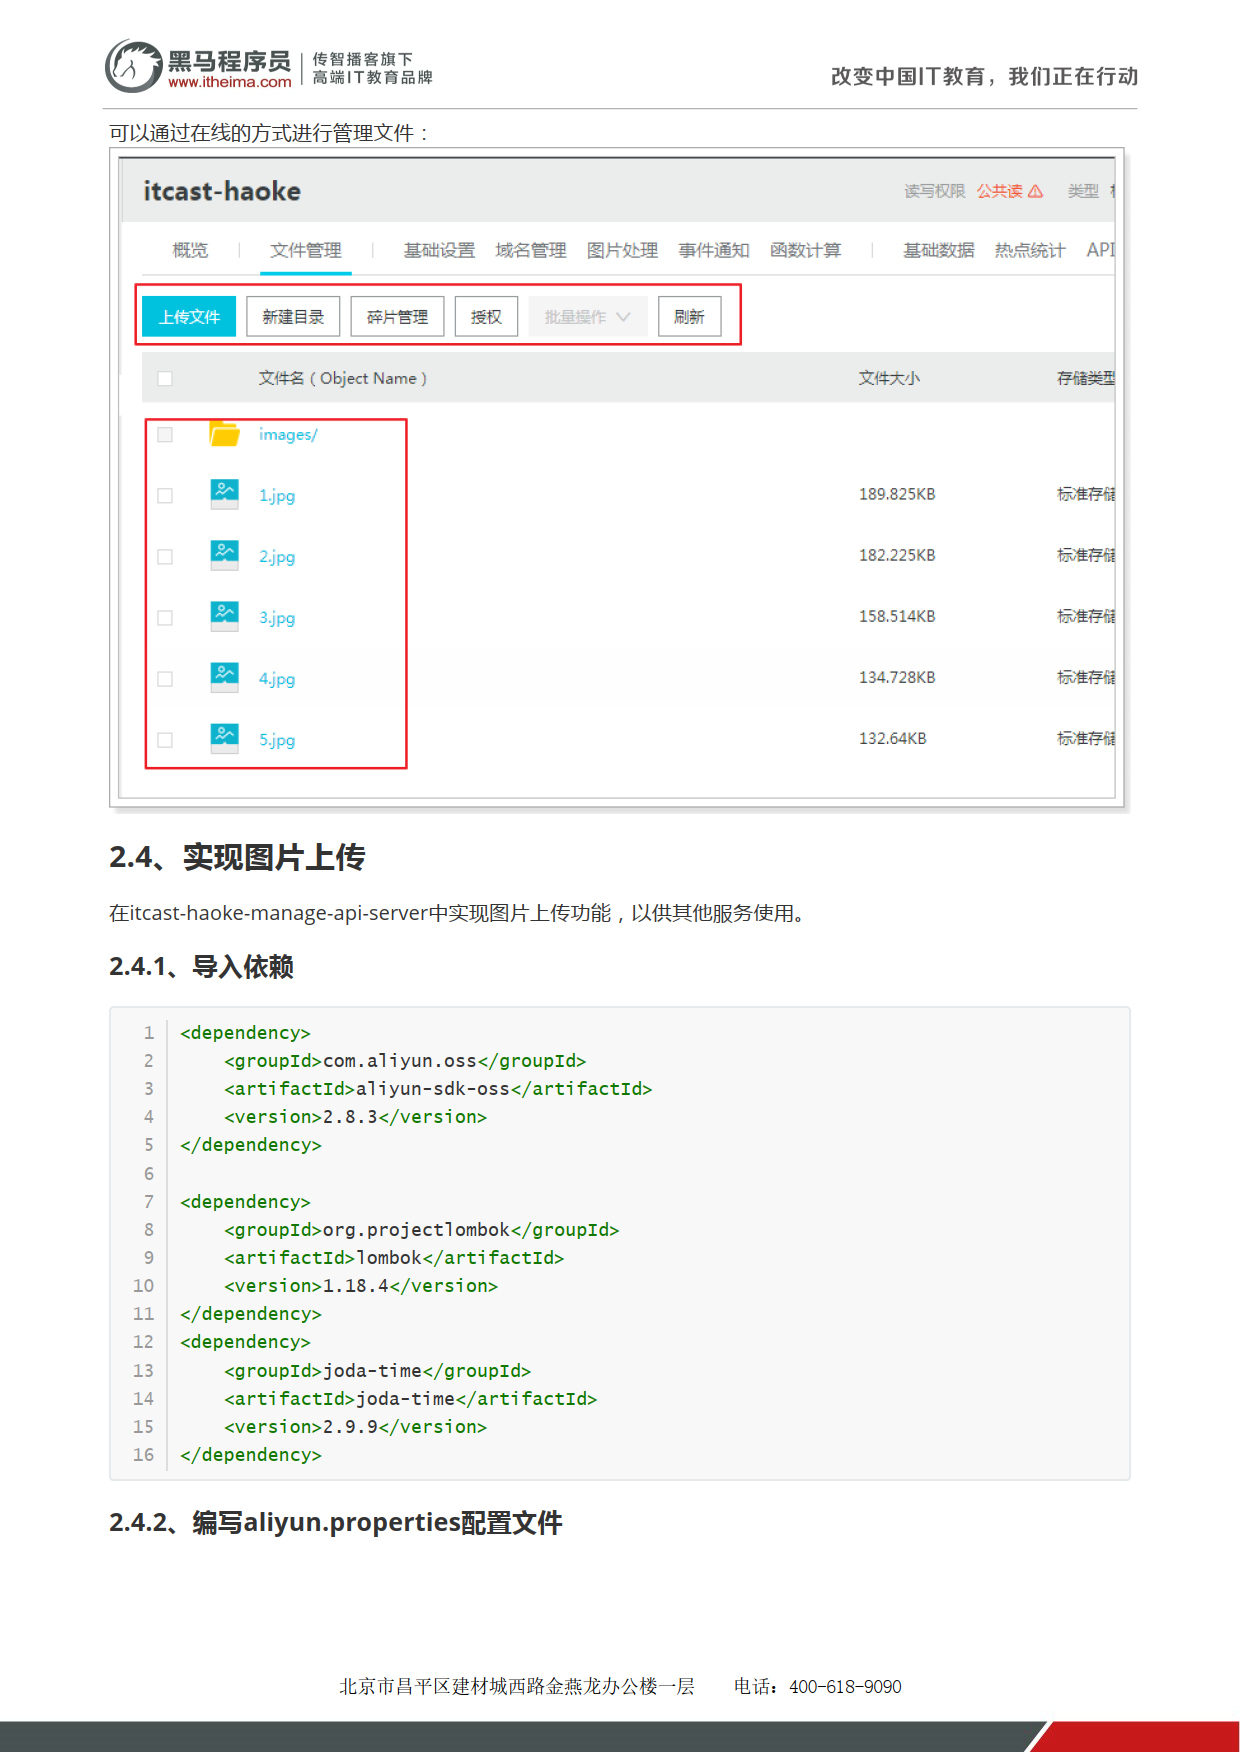 黑马程序员
www.itheima.com
传智播客旗下
高端IT教育品牌
改变中国IT教育，我们正在行动
可以通过在线的方式进行管理文件：
itcast-haoke
读写权限 公共读 类型
概览 文件管理 基础设置 域名管理 图片处理 事件通知 函数计算 基础数据 热点统计 API
上传文件 新建目录 碎片管理 授权 批量操作 刷新
文件名（Object Name） 文件大小 存储类型
images/
1.jpg 189.825KB 标准存储
2.jpg 182.225KB 标准存储
3.jpg 158.514KB 标准存储
4.jpg 134.728KB 标准存储
5.jpg 132.64KB 标准存储
2.4、实现图片上传
在itcast-haoke-manage-api-server中实现图片上传功能，以供其他服务使用。
2.4.1、导入依赖
1 <dependency>
2     <groupId>com.aliyun.oss</groupId>
3     <artifactId>aliyun-sdk-oss</artifactId>
4     <version>2.8.3</version>
5 </dependency>
6
7 <dependency>
8     <groupId>org.projectlombok</groupId>
9     <artifactId>lombok</artifactId>
10     <version>1.18.4</version>
11 </dependency>
12 <dependency>
13     <groupId>joda-time</groupId>
14     <artifactId>joda-time</artifactId>
15     <version>2.9.9</version>
16 </dependency>
2.4.2、编写aliyun.properties配置文件
北京市昌平区建材城西路金燕龙办公楼一层 电话：400-618-9090